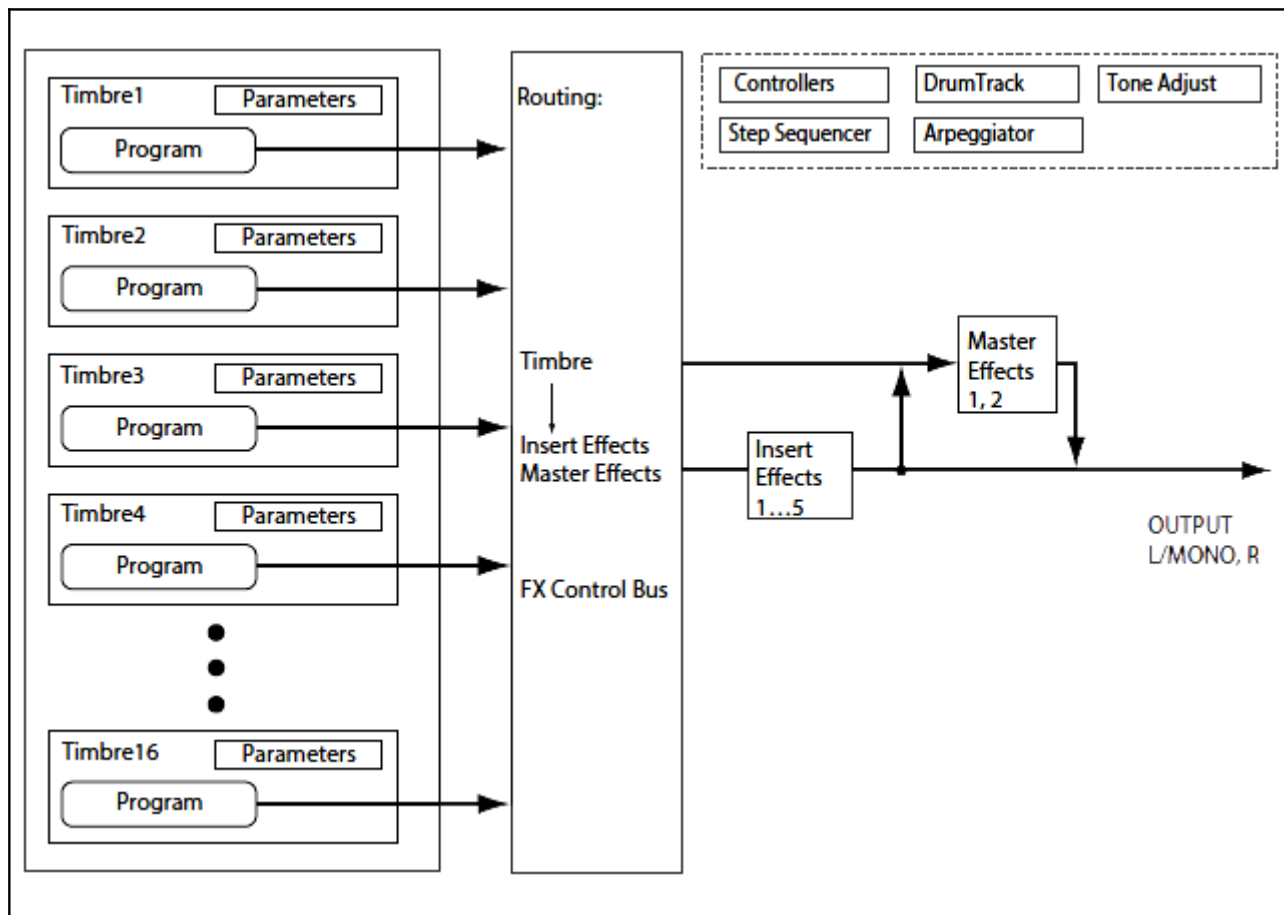 Timbre1
Parameters
Program
Timbre2
Parameters
Program
Timbre3
Parameters
Program
Timbre4
Parameters
Program
Timbre16
Parameters
Program
Routing:
Timbre
Insert Effects
Master Effects
FX Control Bus
Controllers
DrumTrack
Tone Adjust
Step Sequencer
Arpeggiator
Master
Effects
1, 2
Insert
Effects
1...5
OUTPUT
L/MONO, R